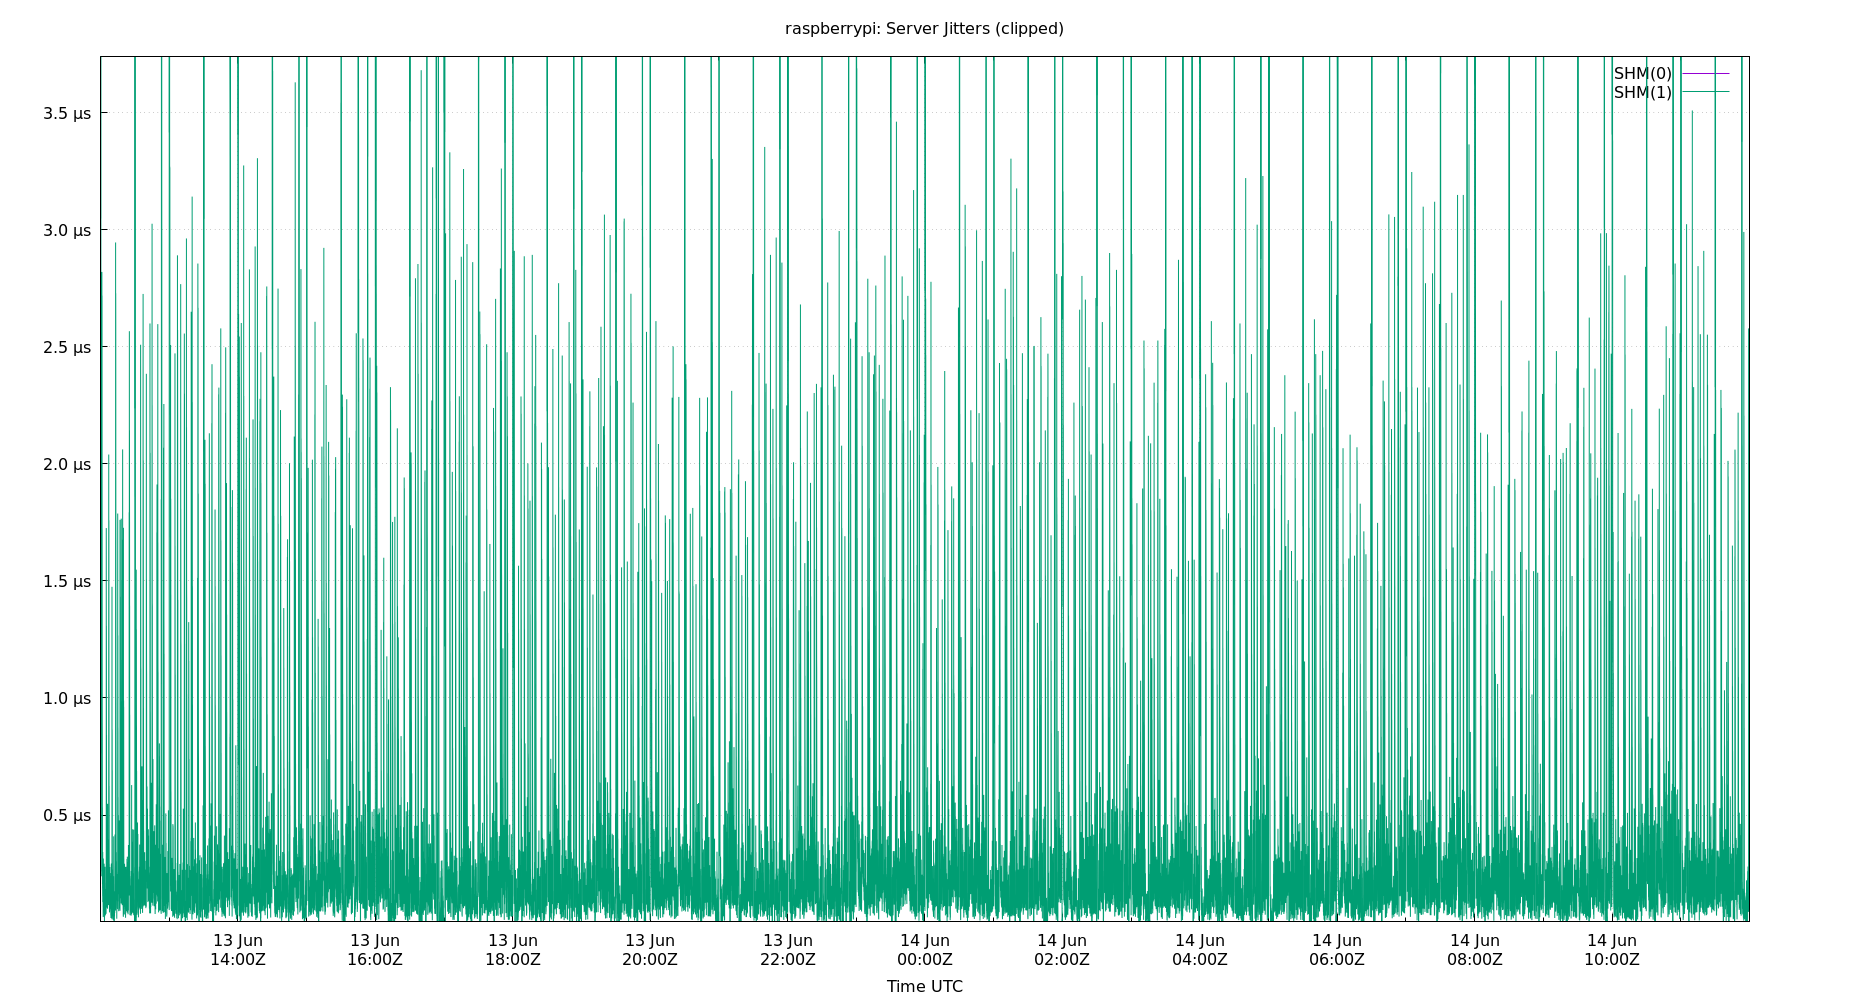 raspberrypi: Server Jitters (clipped)
SHM(0)
SHM(1)
3.5 µs
3.0 µs
2.5 µs
2.0 µs
1.5 µs
1.0 µs
0.5 µs
13 Jun 13 Jun 13 Jun 13 Jun 13 Jun 14 Jun 14 Jun 14 Jun 14 Jun 14 Jun 14 Jun
14:00Z 16:00Z 18:00Z 20:00Z 22:00Z 00:00Z 02:00Z 04:00Z 06:00Z 08:00Z 10:00Z
Time UTC